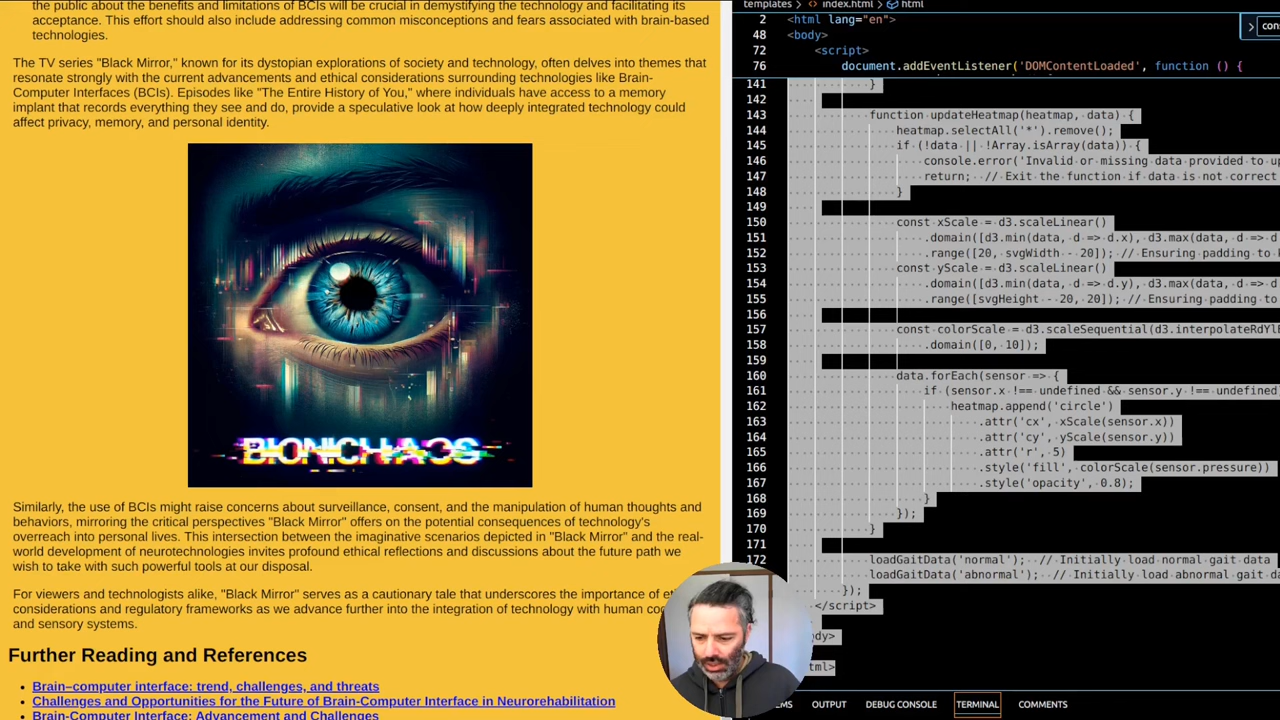 the public about the benefits and limitations of BCIs will be crucial in demystifying the technology and facilitating its
acceptance. This effort should also include addressing common misconceptions and fears associated with brain-based
technologies.
The TV series "Black Mirror," known for its dystopian explorations of society and technology, often delves into themes that
resonate strongly with the current advancements and ethical considerations surrounding technologies like Brain-
Computer Interfaces (BCIs). Episodes like "The Entire History of You," where individuals have access to a memory
implant that records everything they see and do, provide a speculative look at how deeply integrated technology could
affect privacy, memory, and personal identity.
BIONICHAOS
Similarly, the use of BCIs might raise concerns about surveillance, consent, and the manipulation of human thoughts and
behaviors, mirroring the critical perspectives "Black Mirror" offers on the potential consequences of technology's
overreach into personal lives. This intersection between the imaginative scenarios depicted in "Black Mirror" and the real-
world development of neurotechnologies invites profound ethical reflections and discussions about the future path we
wish to take with such powerful tools at our disposal.
For viewers and technologists alike, "Black Mirror" serves as a cautionary tale that underscores the importance of
considerations and regulatory frameworks as we advance further into the integration of technology with human
and sensory systems.
Further Reading and References
• Brain–computer interface: trend, challenges, and threats
• Challenges and Opportunities for the Future of Brain-Computer Interface in Neurorehabilitation
• Brain-Computer Interface: Advancement and Challenges
templates > <> index.html > html
2 <html lang="en">
48 <body>
72 <script>
76 document.addEventListener('DOMContentLoaded', function () {
141 }
142
143 function updateHeatmap(heatmap, data) {
144 heatmap.selectAll('*').remove();
145 if (!data || !Array.isArray(data)) {
146 console.error('Invalid or missing data provided to
147 return; // Exit the function if data is not correct
148 }
149
150 const xScale = d3.scaleLinear()
151 .domain([d3.min(data, d => d.x), d3.max(data, d => d
152 .range([20, svgWidth - 20]); // Ensuring padding to
153 const yScale = d3.scaleLinear()
154 .domain([d3.min(data, d => d.y), d3.max(data, d => d
155 .range([svgHeight - 20, 20]); // Ensuring padding to
156
157 const colorScale = d3.scaleSequential(d3.interpolateRdYl
158 .domain([0, 10]);
159
160 data.forEach(sensor => {
161 if (sensor.x !== undefined && sensor.y !== undefined
162 heatmap.append('circle')
163 .attr('cx', xScale(sensor.x))
164 .attr('cy', yScale(sensor.y))
165 .attr('r', 5)
166 .style('fill', colorScale(sensor.pressure))
167 .style('opacity', 0.8);
168 }
169 });
170 }
171
172 loadGaitData('normal'); // Initially load normal gait data
loadGaitData('abnormal'); // Initially load abnormal gait
});
</script>
OUTPUT DEBUG CONSOLE TERMINAL COMMENTS